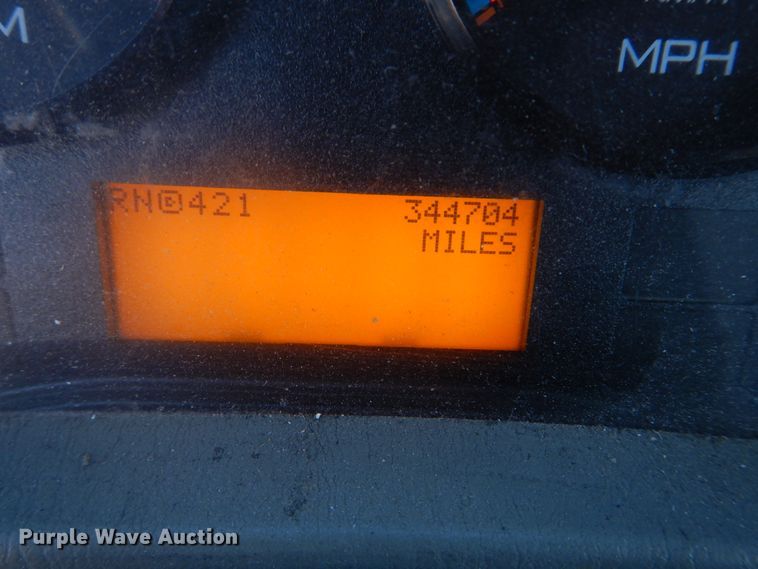 M
MPH
RN©421 344704
MILES
Purple Wave Auction